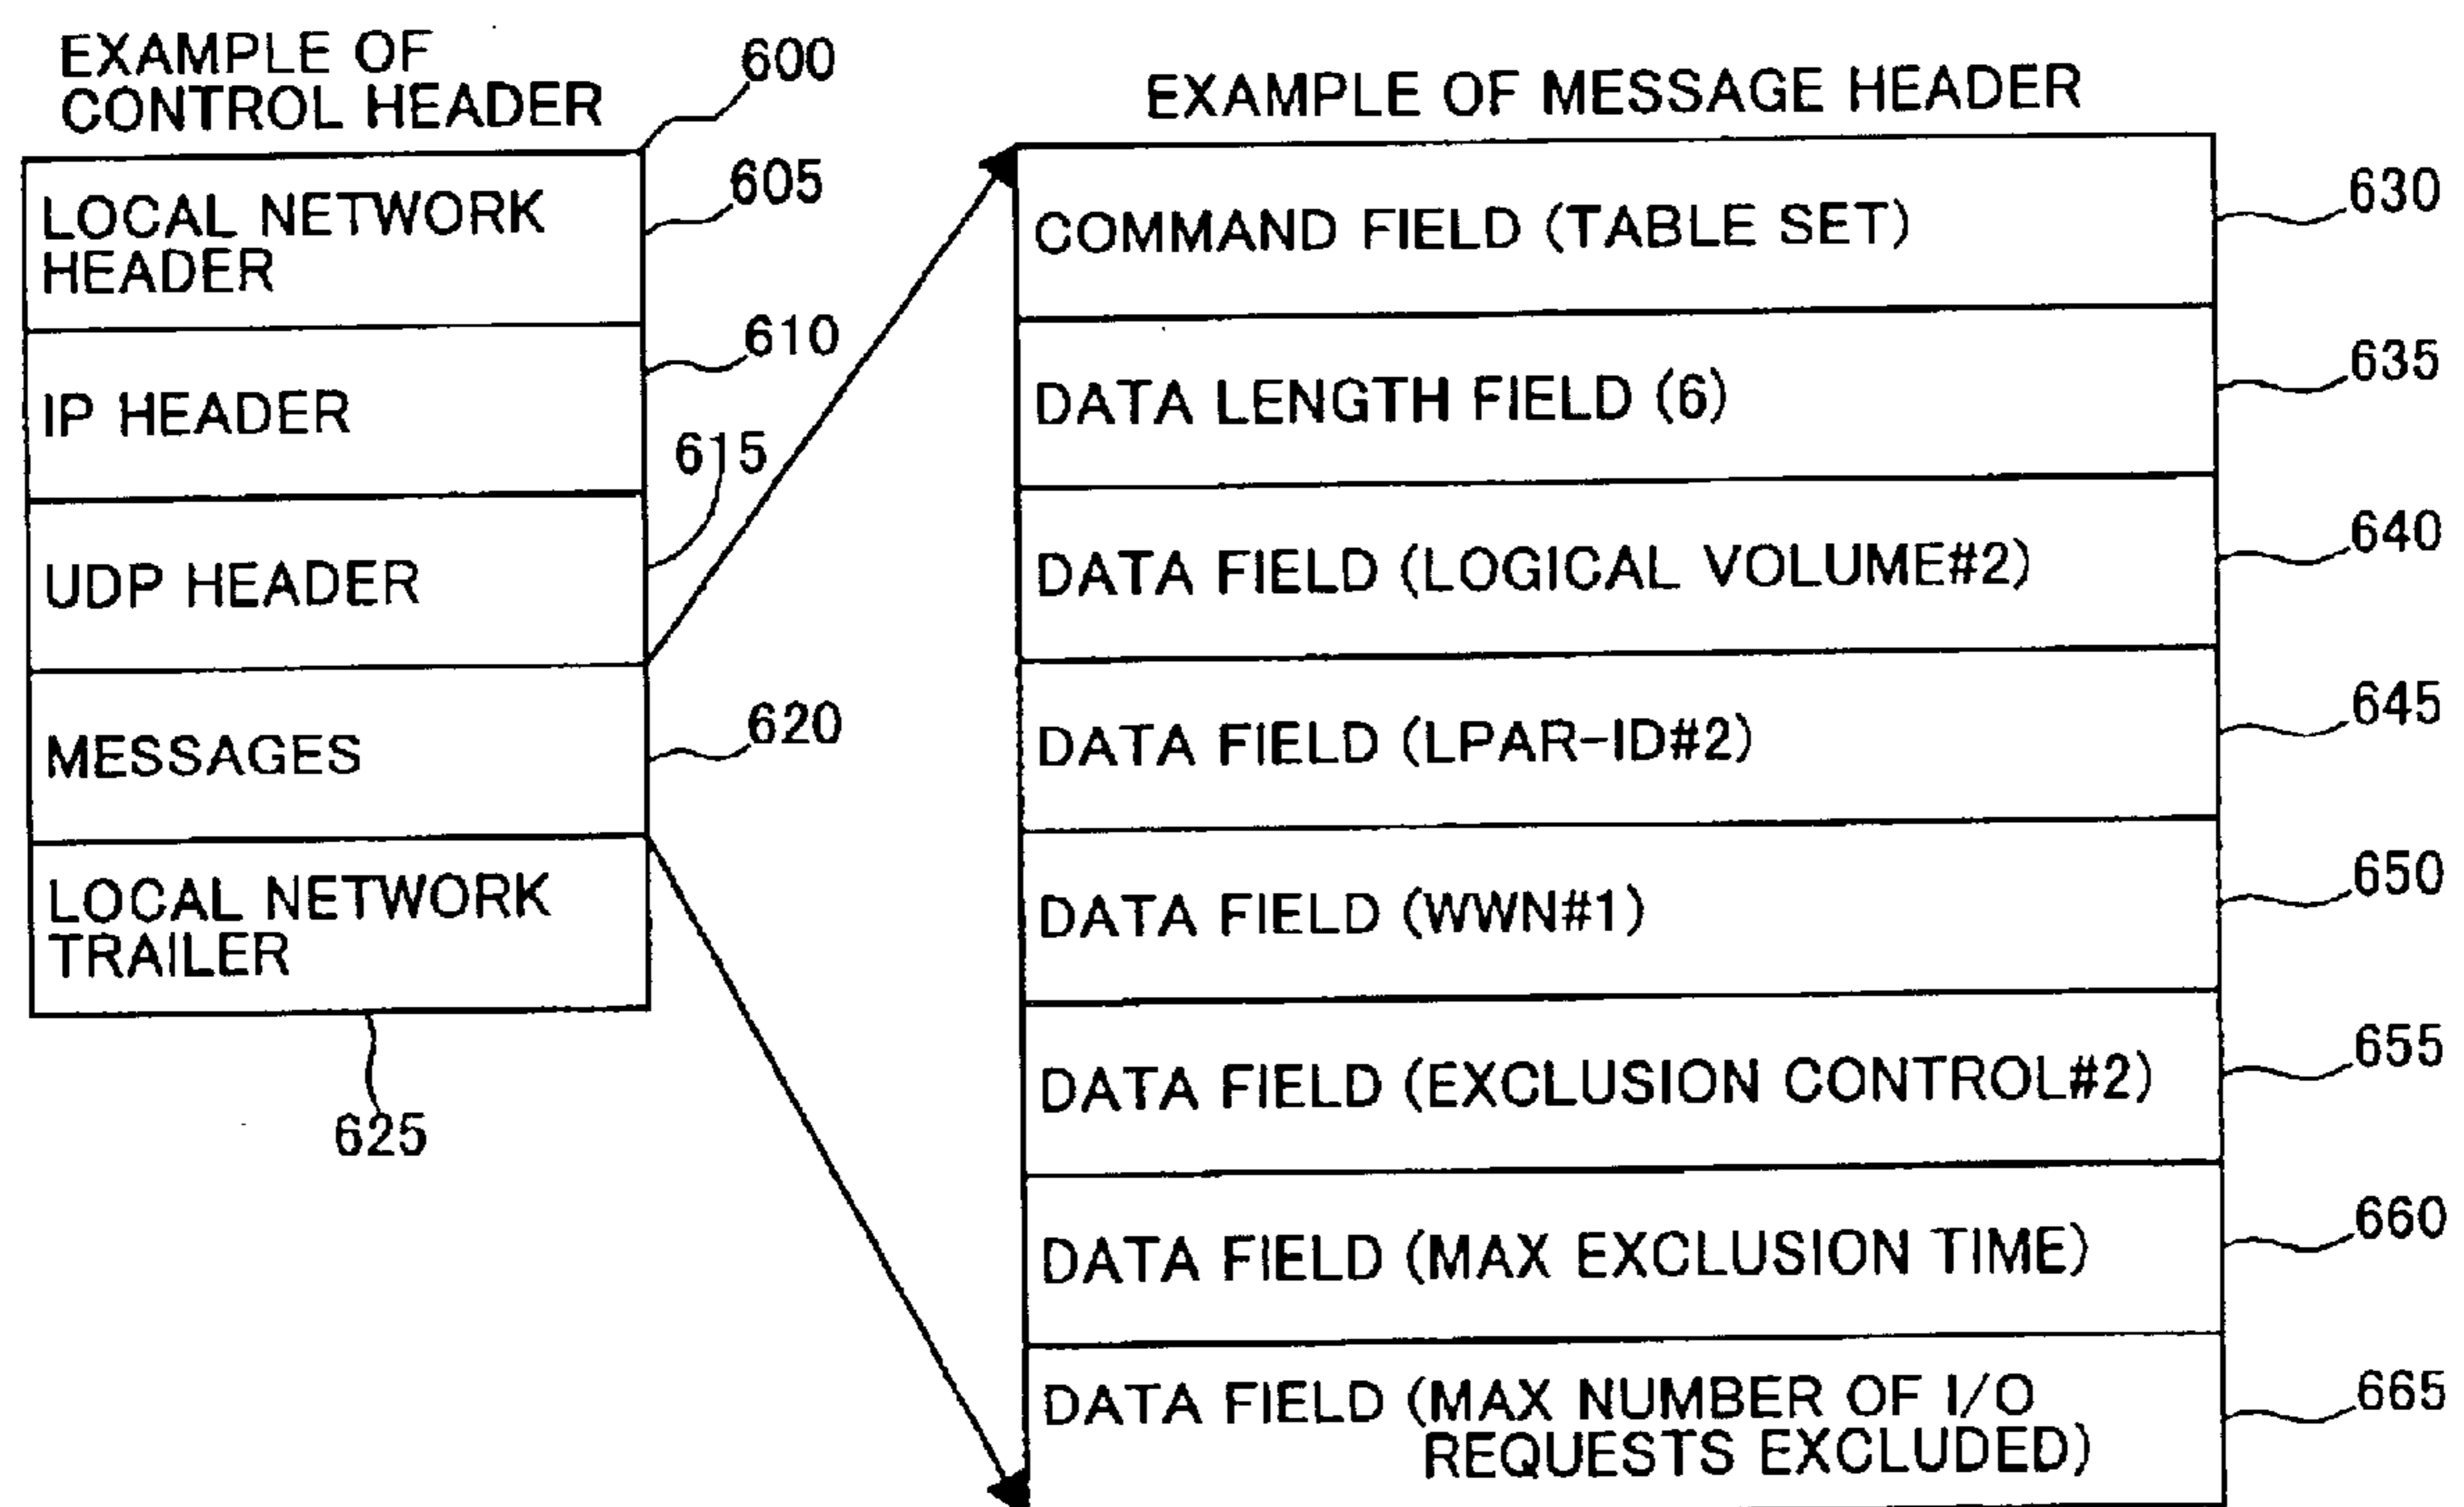 EXAMPLE OF
CONTROL HEADER
600
LOCAL NETWORK
HEADER
605
IP HEADER
610
UDP HEADER
615
MESSAGES
620
LOCAL NETWORK
TRAILER
625
EXAMPLE OF MESSAGE HEADER
COMMAND FIELD (TABLE SET)
630
DATA LENGTH FIELD (6)
635
DATA FIELD (LOGICAL VOLUME#2)
640
DATA FIELD (LPAR-ID#2)
645
DATA FIELD (WWN#1)
650
DATA FIELD (EXCLUSION CONTROL#2)
655
DATA FIELD (MAX EXCLUSION TIME)
660
DATA FIELD (MAX NUMBER OF I/O
REQUESTS EXCLUDED)
665